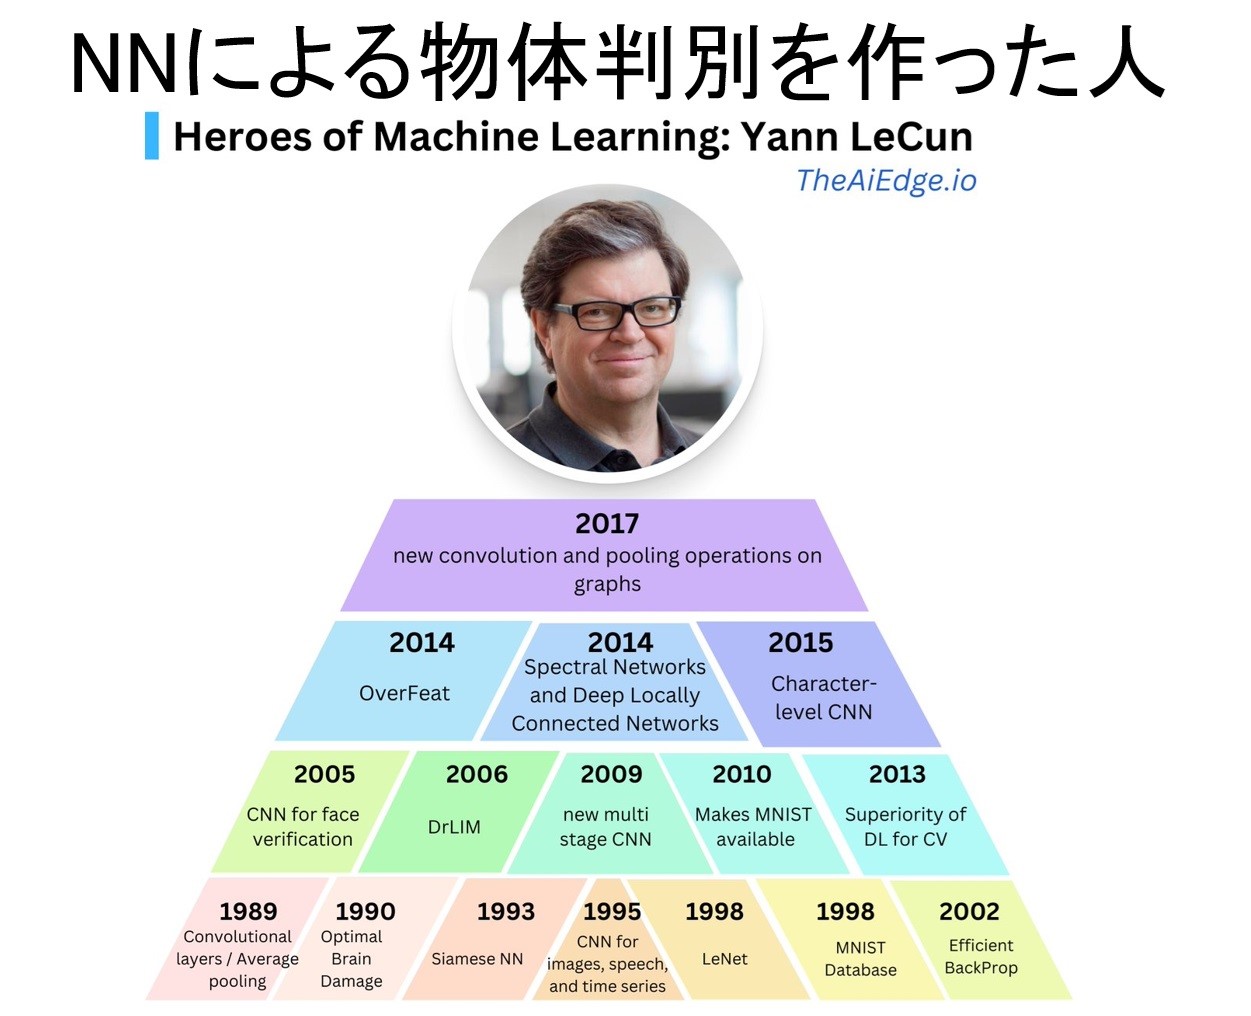 NNによる物体判別を作った人
Heroes of Machine Learning: Yann LeCun
TheAiEdge.io
2017
new convolution and pooling operations on
graphs
2014
OverFeat
2014
Spectral Networks
and Deep Locally
Connected Networks
2015
Character-
level CNN
2005
CNN for face
verification
2006
DrLIM
2009
new multi
stage CNN
2010
Makes MNIST
available
2013
Superiority of
DL for CV
1989
Convolutional
layers / Average
pooling
1990
Optimal
Brain
Damage
1993
Siamese NN
1995
CNN for
images, speech,
and time series
1998
LeNet
1998
MNIST
Database
2002
Efficient
BackProp